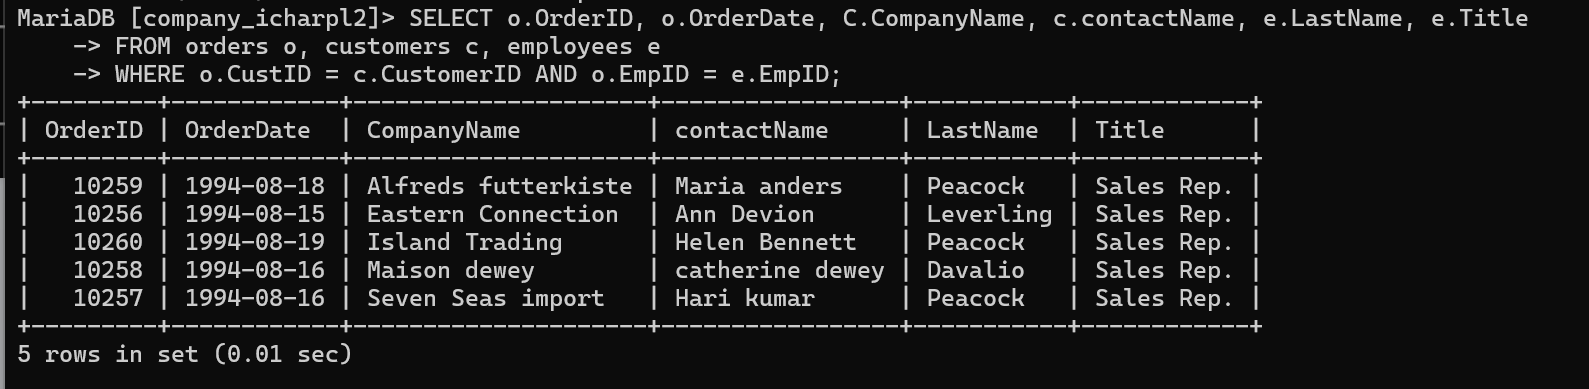 MariaDB [company_icharpl2]> SELECT o.OrderID, o.OrderDate, C.CompanyName, c.contactName, e.LastName, e.Title
    -> FROM orders o, customers c, employees e
    -> WHERE o.CustID = c.CustomerID AND o.EmpID = e.EmpID;
+---------+------------+---------------------+-----------------+-----------+------------+
| OrderID | OrderDate  | CompanyName         | contactName     | LastName  | Title      |
+---------+------------+---------------------+-----------------+-----------+------------+
|   10259 | 1994-08-18 | Alfreds futterkiste | Maria anders    | Peacock   | Sales Rep. |
|   10256 | 1994-08-15 | Eastern Connection  | Ann Devion      | Leverling | Sales Rep. |
|   10260 | 1994-08-19 | Island Trading      | Helen Bennett   | Peacock   | Sales Rep. |
|   10258 | 1994-08-16 | Maison dewey        | catherine dewey | Davalio   | Sales Rep. |
|   10257 | 1994-08-16 | Seven Seas import   | Hari kumar      | Peacock   | Sales Rep. |
+---------+------------+---------------------+-----------------+-----------+------------+
5 rows in set (0.01 sec)